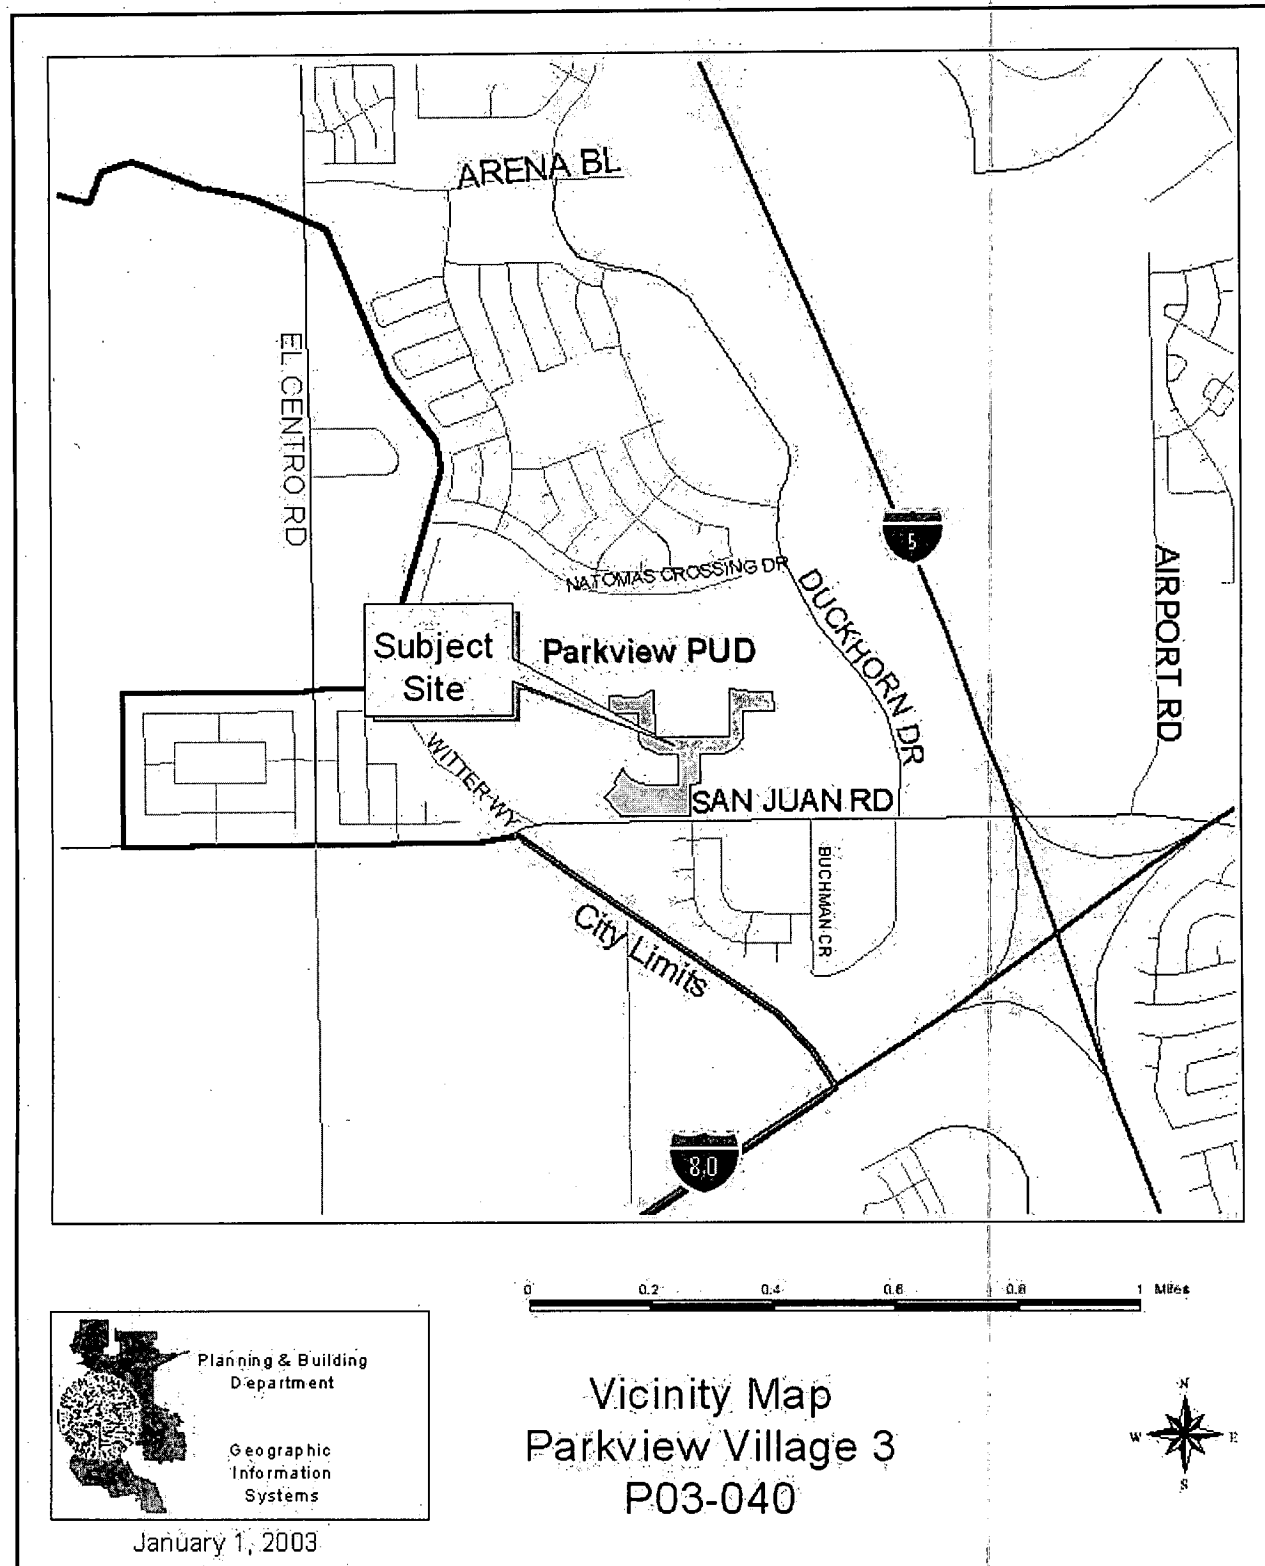 ARENA BL
EL CENTRO RD
5
NATOMAS CROSSING DR
DUCKHORN DR
AIRPORT RD
Subject
Site
Parkview PUD
WITTER WY
SAN JUAN RD
BUCHMAN CR
City Limits
80
0 0.2 0.4 0.6 0.8 1 Miles
Planning & Building
Department
Geographic
Information
Systems
January 1, 2003
Vicinity Map
Parkview Village 3
P03-040
N
W E
S